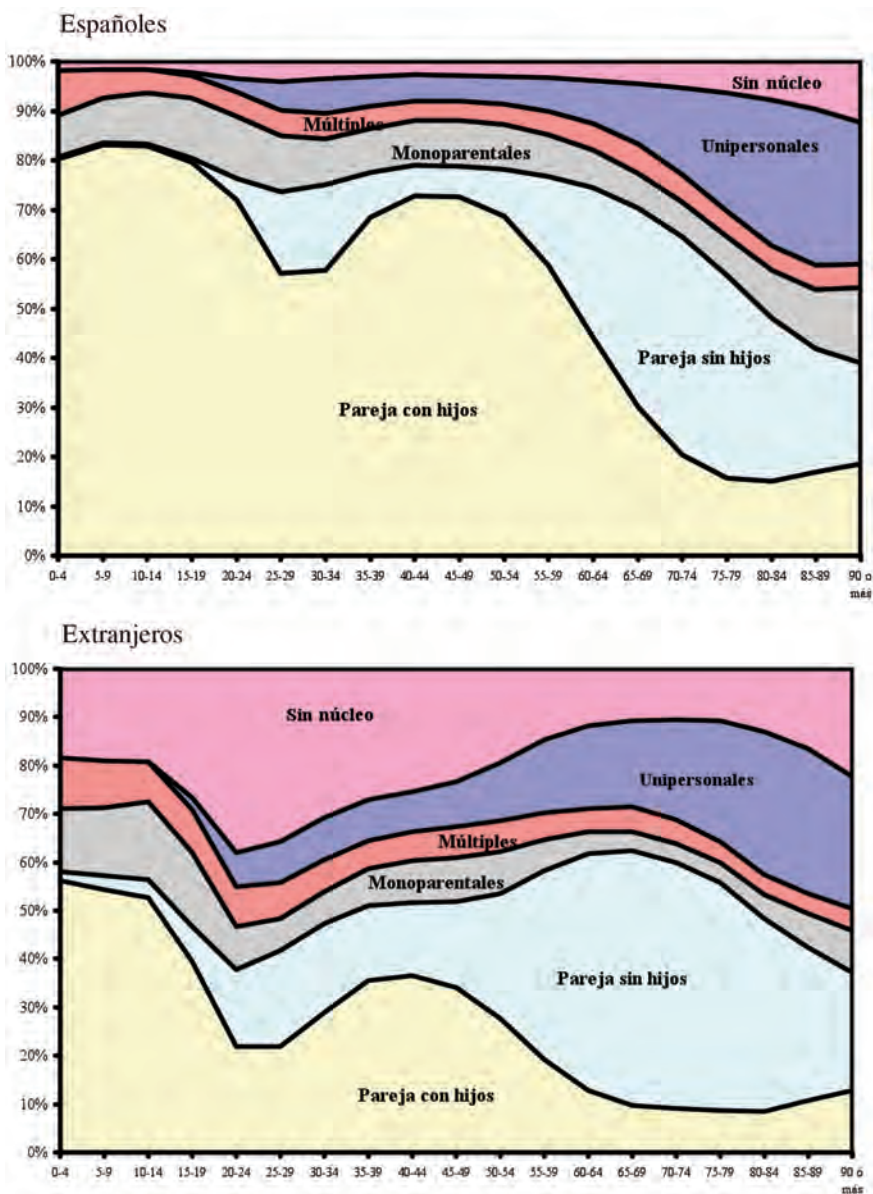 Españoles
100%
90%
80%
70%
60%
50%
40%
30%
20%
10%
0%
Sin núcleo
Unipersonales
Múltiples
Monoparentales
Pareja sin hijos
Pareja con hijos
0-4 5-9 10-14 15-19 20-24 25-29 30-34 35-39 40-44 45-49 50-54 55-59 60-64 65-69 70-74 75-79 80-84 85-89 90 o
más
Extranjeros
100%
90%
80%
70%
60%
50%
40%
30%
20%
10%
0%
Sin núcleo
Unipersonales
Múltiples
Monoparentales
Pareja sin hijos
Pareja con hijos
0-4 5-9 10-14 15-19 20-24 25-29 30-34 35-39 40-44 45-49 50-54 55-59 60-64 65-69 70-74 75-79 80-84 85-89 90 ó
más